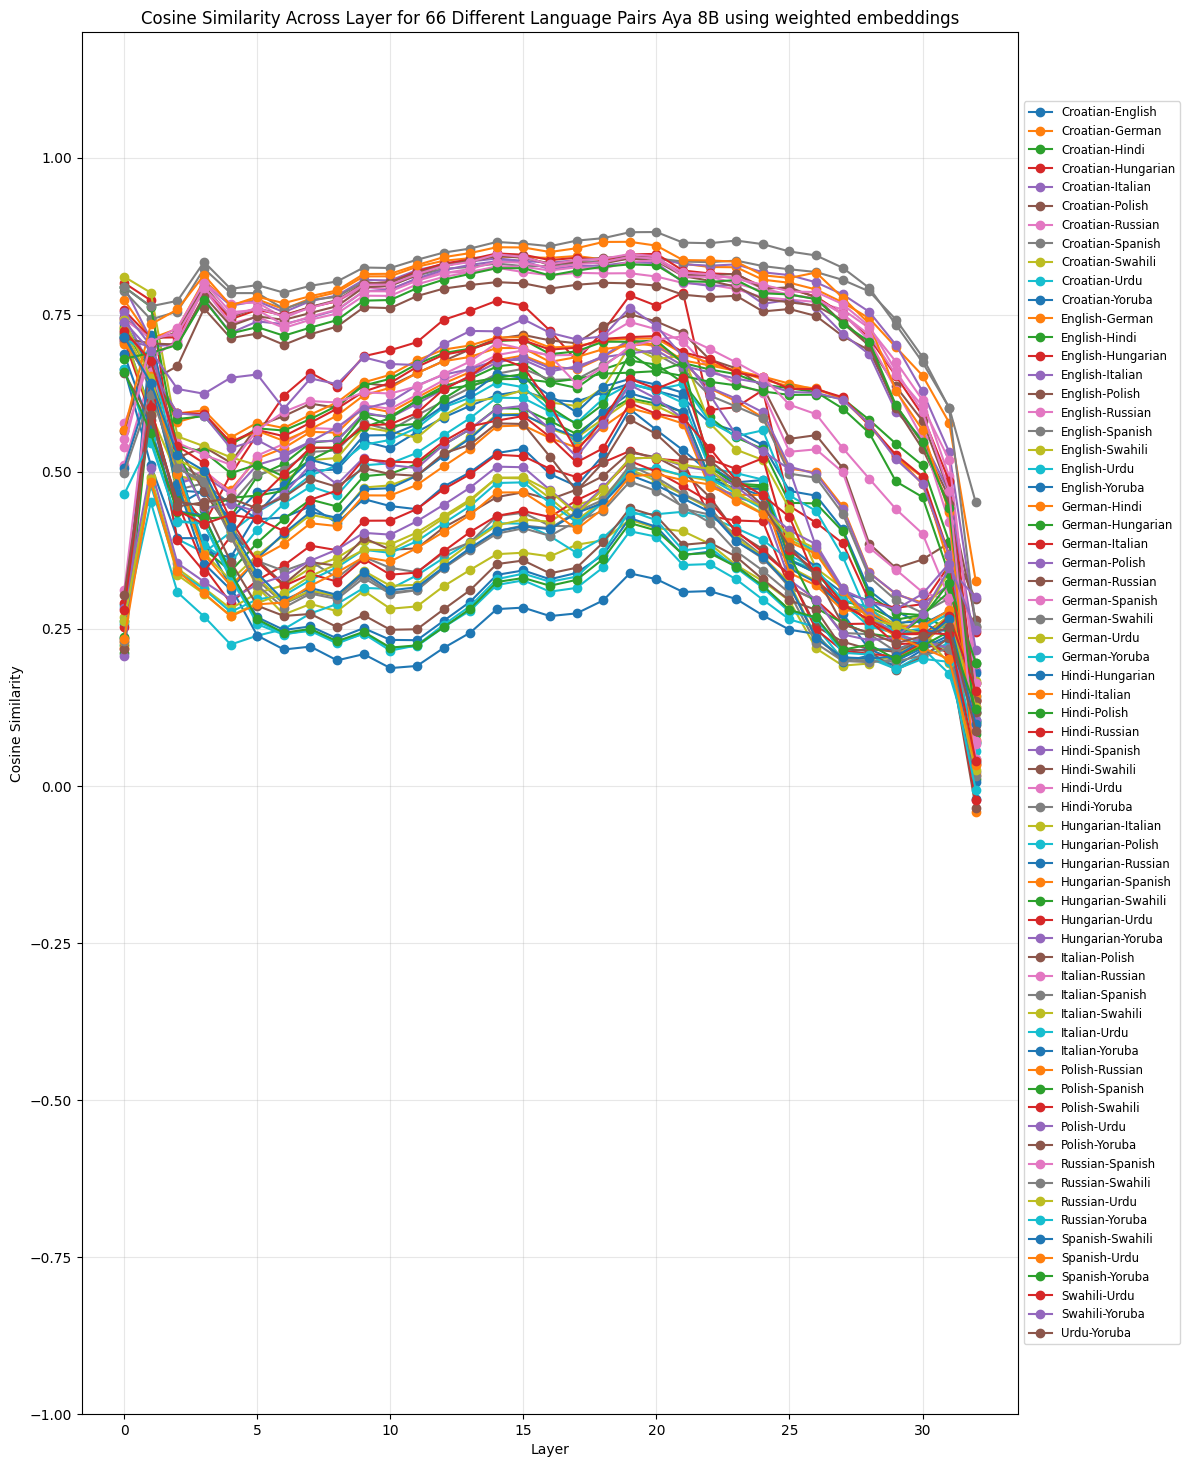 Cosine Similarity Across Layer for 66 Different Language Pairs Aya 8B using weighted embeddings
1.00
0.75
0.50
0.25
0.00
−0.25
−0.50
−0.75
−1.00
Cosine Similarity
0 5 10 15 20 25 30
Layer
Croatian-English
Croatian-German
Croatian-Hindi
Croatian-Hungarian
Croatian-Italian
Croatian-Polish
Croatian-Russian
Croatian-Spanish
Croatian-Swahili
Croatian-Urdu
Croatian-Yoruba
English-German
English-Hindi
English-Hungarian
English-Italian
English-Polish
English-Russian
English-Spanish
English-Swahili
English-Urdu
English-Yoruba
German-Hindi
German-Hungarian
German-Italian
German-Polish
German-Russian
German-Spanish
German-Swahili
German-Urdu
German-Yoruba
Hindi-Hungarian
Hindi-Italian
Hindi-Polish
Hindi-Russian
Hindi-Spanish
Hindi-Swahili
Hindi-Urdu
Hindi-Yoruba
Hungarian-Italian
Hungarian-Polish
Hungarian-Russian
Hungarian-Spanish
Hungarian-Swahili
Hungarian-Urdu
Hungarian-Yoruba
Italian-Polish
Italian-Russian
Italian-Spanish
Italian-Swahili
Italian-Urdu
Italian-Yoruba
Polish-Russian
Polish-Spanish
Polish-Swahili
Polish-Urdu
Polish-Yoruba
Russian-Spanish
Russian-Swahili
Russian-Urdu
Russian-Yoruba
Spanish-Swahili
Spanish-Urdu
Spanish-Yoruba
Swahili-Urdu
Swahili-Yoruba
Urdu-Yoruba